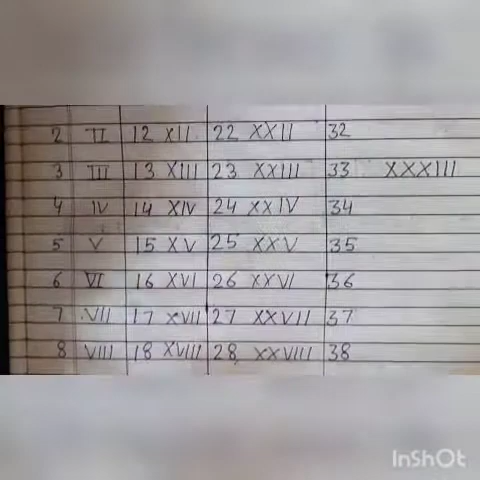 2 II 12 XII 22 XXII 32
3 III 13 XIII 23 XXIII 33 XXXIII
4 IV 14 XIV 24 XXIV 34
5 V 15 XV 25 XXV 35
6 VI 16 XVI 26 XXVI 36
7 VII 17 XVII 27 XXVII 37
8 VIII 18 XVIII 28 XXVIII 38
InShOt